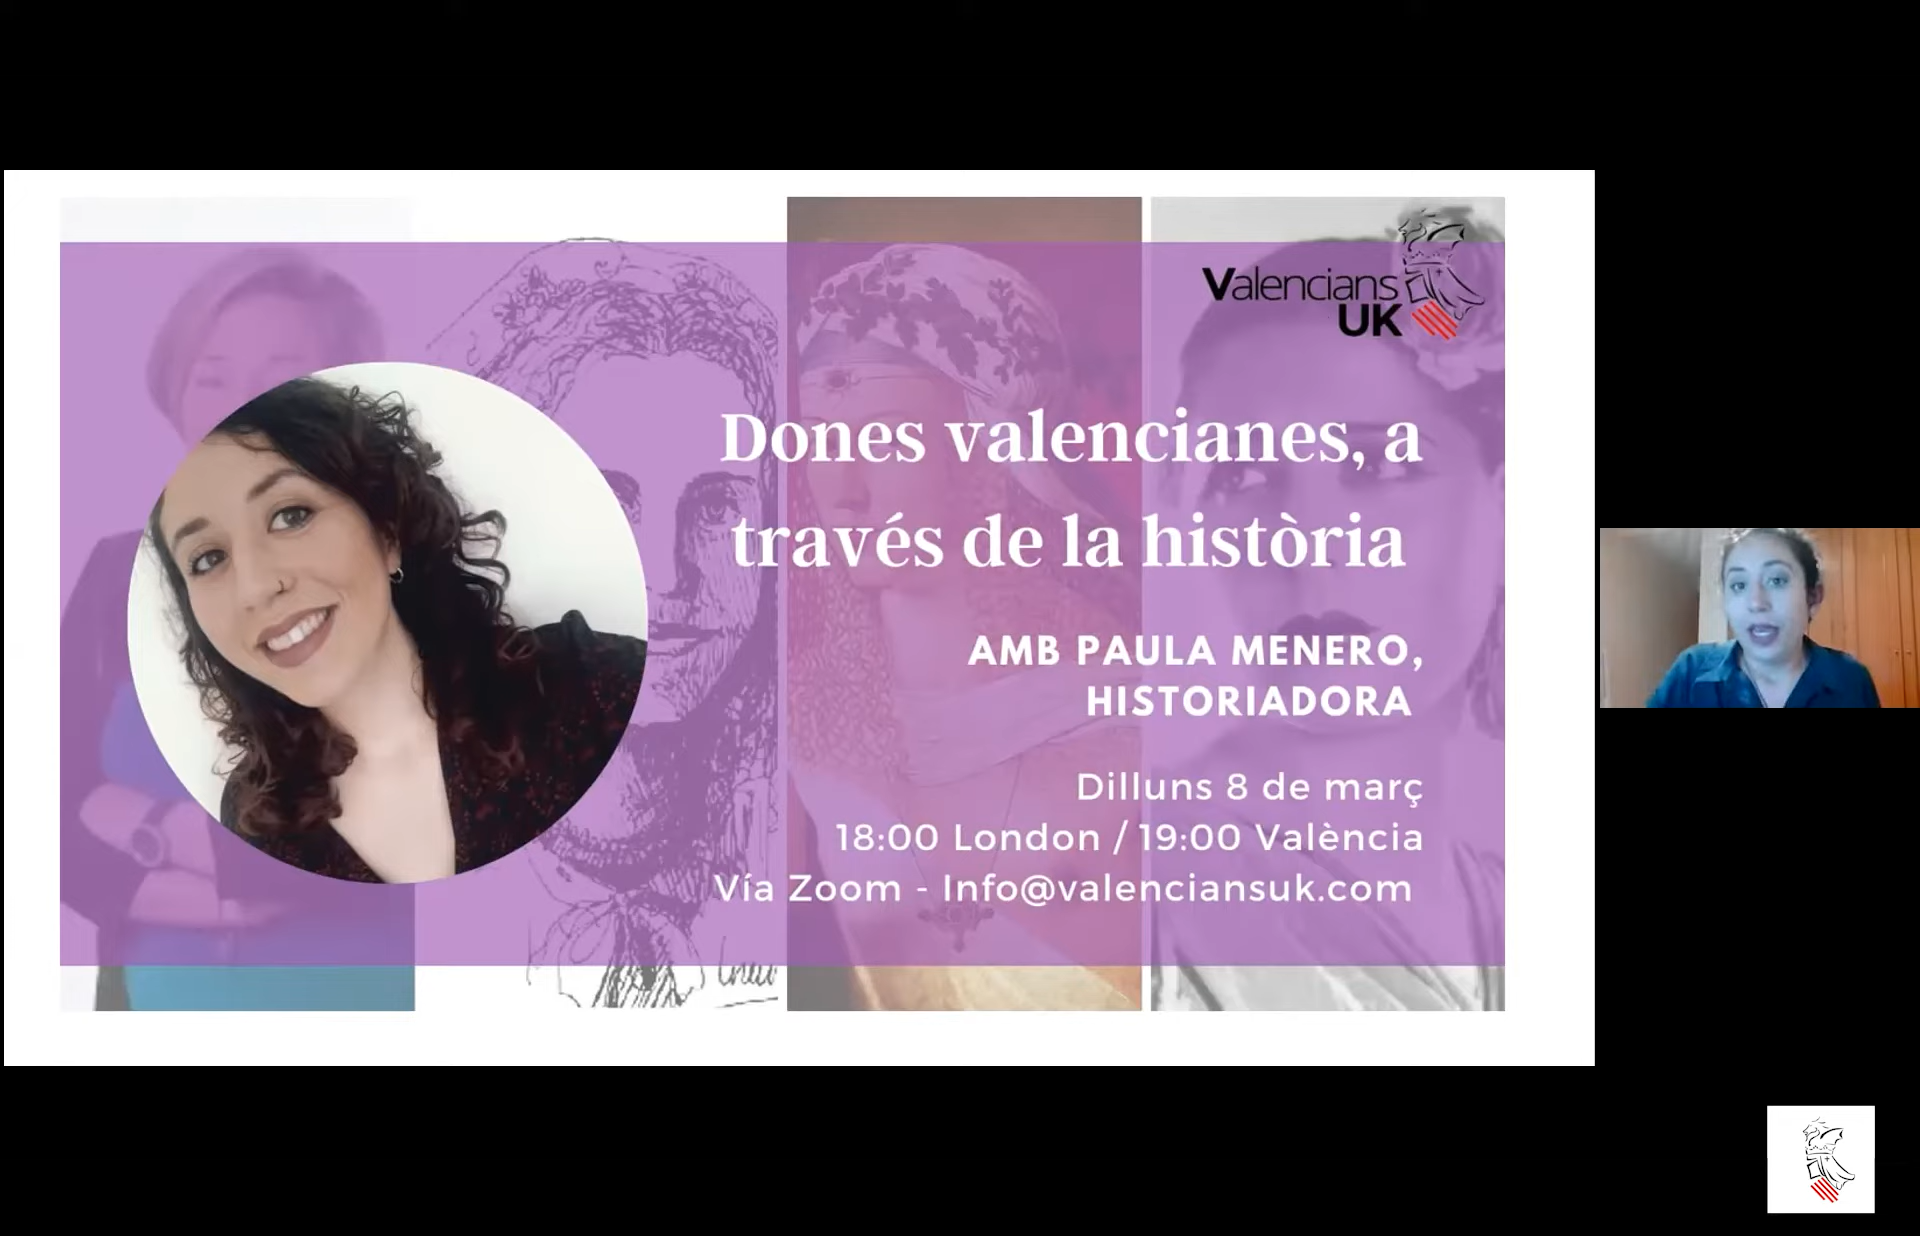 Valencians
UK
Dones valencianes, a
través de la història
AMB PAULA MENERO,
HISTORIADORA
Dilluns 8 de març
18:00 London / 19:00 València
Vía Zoom - Info@valenciansuk.com